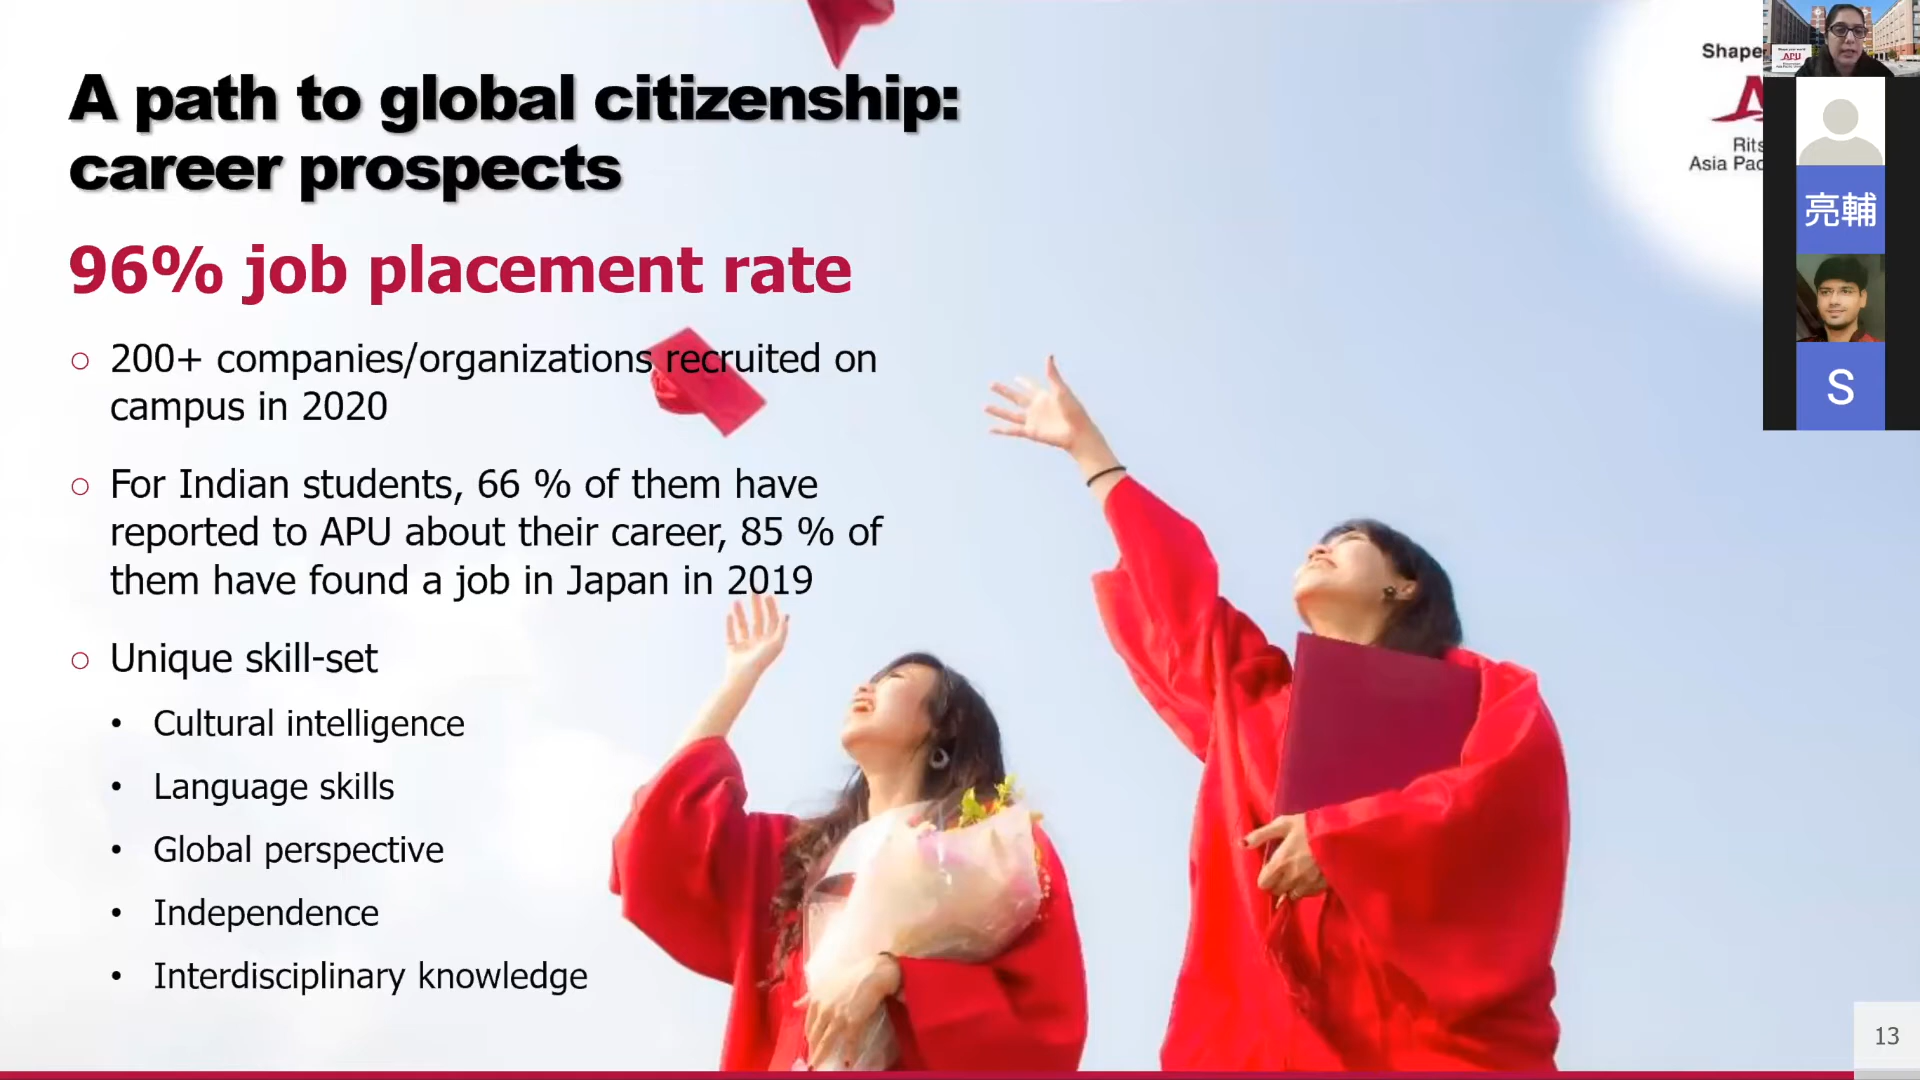 A path to global citizenship:
career prospects
96% job placement rate
200+ companies/organizations recruited on
campus in 2020
For Indian students, 66 % of them have
reported to APU about their career, 85 % of
them have found a job in Japan in 2019
Unique skill-set
• Cultural intelligence
• Language skills
• Global perspective
• Independence
• Interdisciplinary knowledge
Shape
Rits
Asia Pac
APU
亮輔
S
13